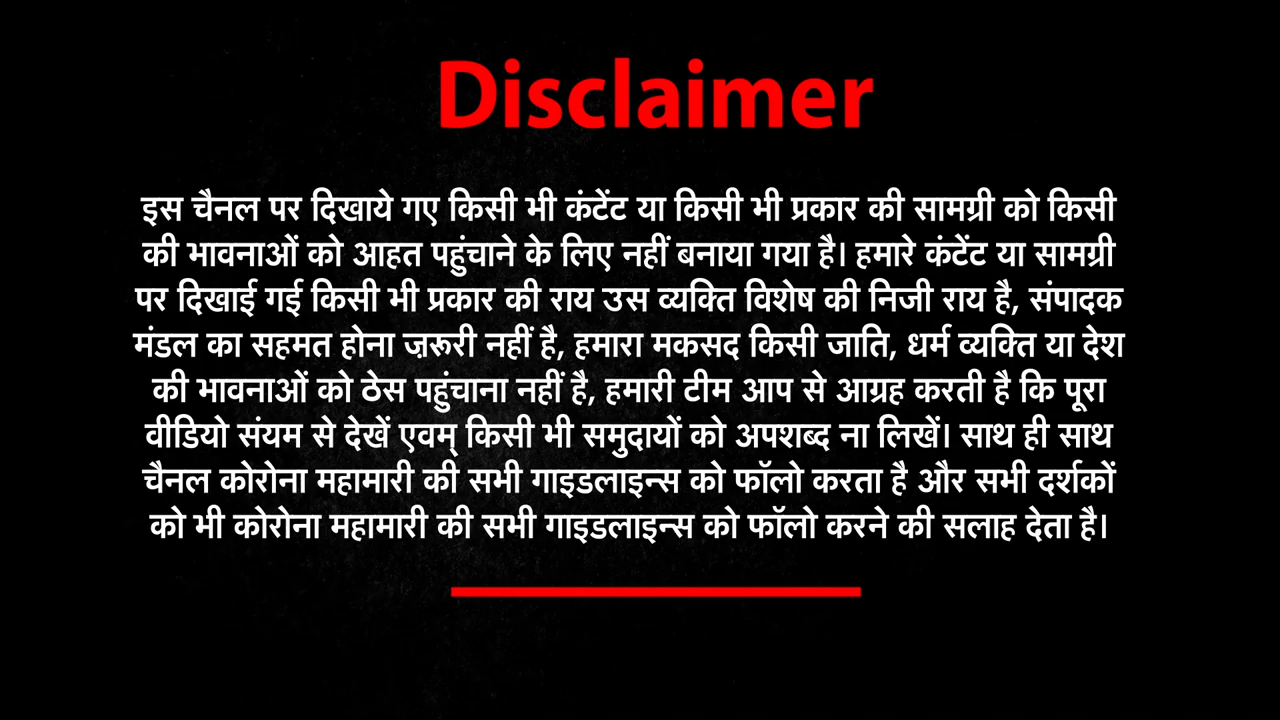 Disclaimer
इस चैनल पर दिखाये गए किसी भी कंटेंट या किसी भी प्रकार की सामग्री को किसी
की भावनाओं को आहत पहुंचाने के लिए नहीं बनाया गया है। हमारे कंटेंट या सामग्री
पर दिखाई गई किसी भी प्रकार की राय उस व्यक्ति विशेष की निजी राय है, संपादक
मंडल का सहमत होना ज़रूरी नहीं है, हमारा मकसद किसी जाति, धर्म व्यक्ति या देश
की भावनाओं को ठेस पहुंचाना नहीं है, हमारी टीम आप से आग्रह करती है कि पूरा
वीडियो संयम से देखें एवम् किसी भी समुदायों को अपशब्द ना लिखें। साथ ही साथ
चैनल कोरोना महामारी की सभी गाइडलाइन्स को फॉलो करता है और सभी दर्शकों
को भी कोरोना महामारी की सभी गाइडलाइन्स को फॉलो करने की सलाह देता है।